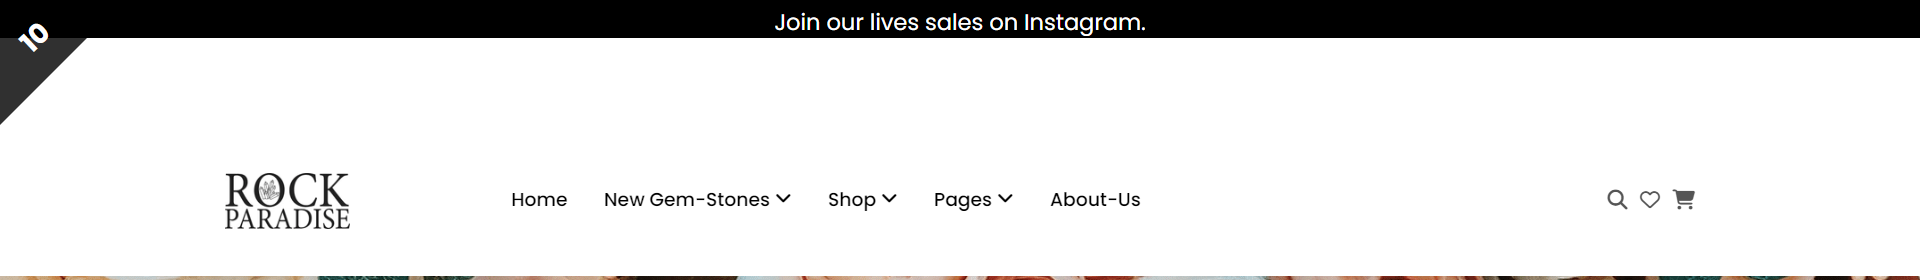 Join our lives sales on Instagram.
10
ROCK
PARADISE
Home New Gem-Stones Shop Pages About-Us